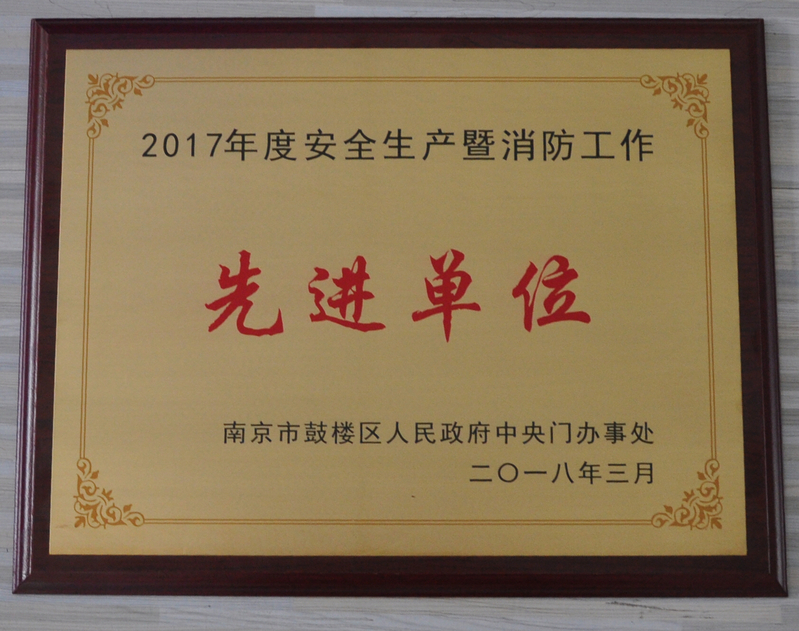 2017年度安全生产暨消防工作
先进单位
南京市鼓楼区人民政府中央门办事处
二〇一八年三月